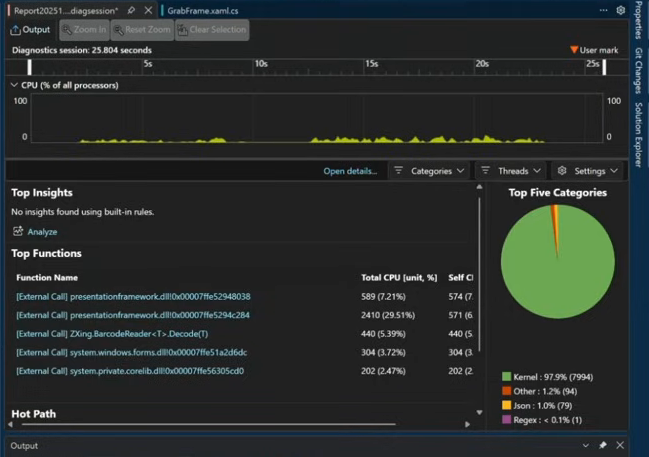 Report20251...diagsession*
GrabFrame.xaml.cs
Output
Zoom In
Reset Zoom
Clear Selection
Diagnostics session: 25.804 seconds
User mark
5s
10s
15s
20s
25s
CPU (% of all processors)
100
100
0
0
Open details...
Categories
Threads
Settings
Top Insights
No insights found using built-in rules.
Analyze
Top Functions
Function Name
Total CPU [unit, %]
Self CI
[External Call] presentationframework.dll!0x00007ffe52948038
589 (7.21%)
574 (7.
[External Call] presentationframework.dll!0x00007ffe5294c284
2410 (29.51%)
571 (6.
[External Call] ZXing.BarcodeReader<T>.Decode(T)
440 (5.39%)
440 (5.
[External Call] system.windows.forms.dll!0x00007ffe51a2d6dc
304 (3.72%)
304 (3.
[External Call] system.private.corelib.dll!0x00007ffe56305cd0
202 (2.47%)
202 (2.
Hot Path
Top Five Categories
Kernel : 97.9% (7994)
Other : 1.2% (94)
Json : 1.0% (79)
Regex : < 0.1% (1)
Output
Properties
Git Changes
Solution Explorer